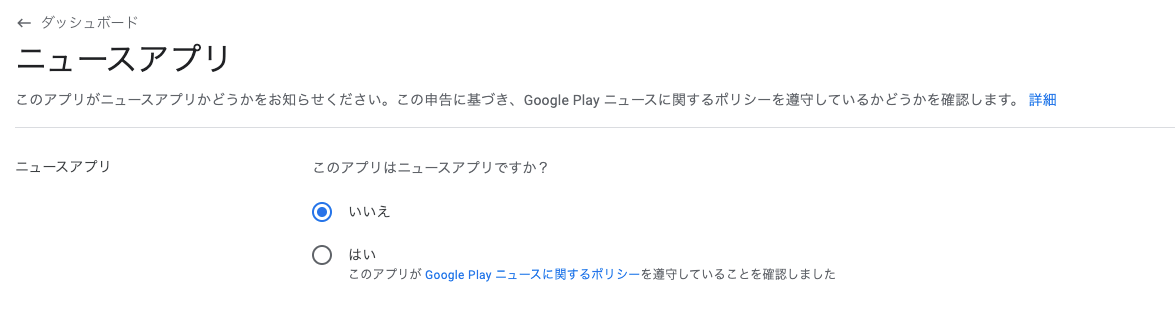 ← ダッシュボード
ニュースアプリ
このアプリがニュースアプリかどうかをお知らせください。この申告に基づき、Google Play ニュースに関するポリシーを遵守しているかどうかを確認します。 詳細
ニュースアプリ
このアプリはニュースアプリですか？
いいえ
はい
このアプリが Google Play ニュースに関するポリシーを遵守していることを確認しました